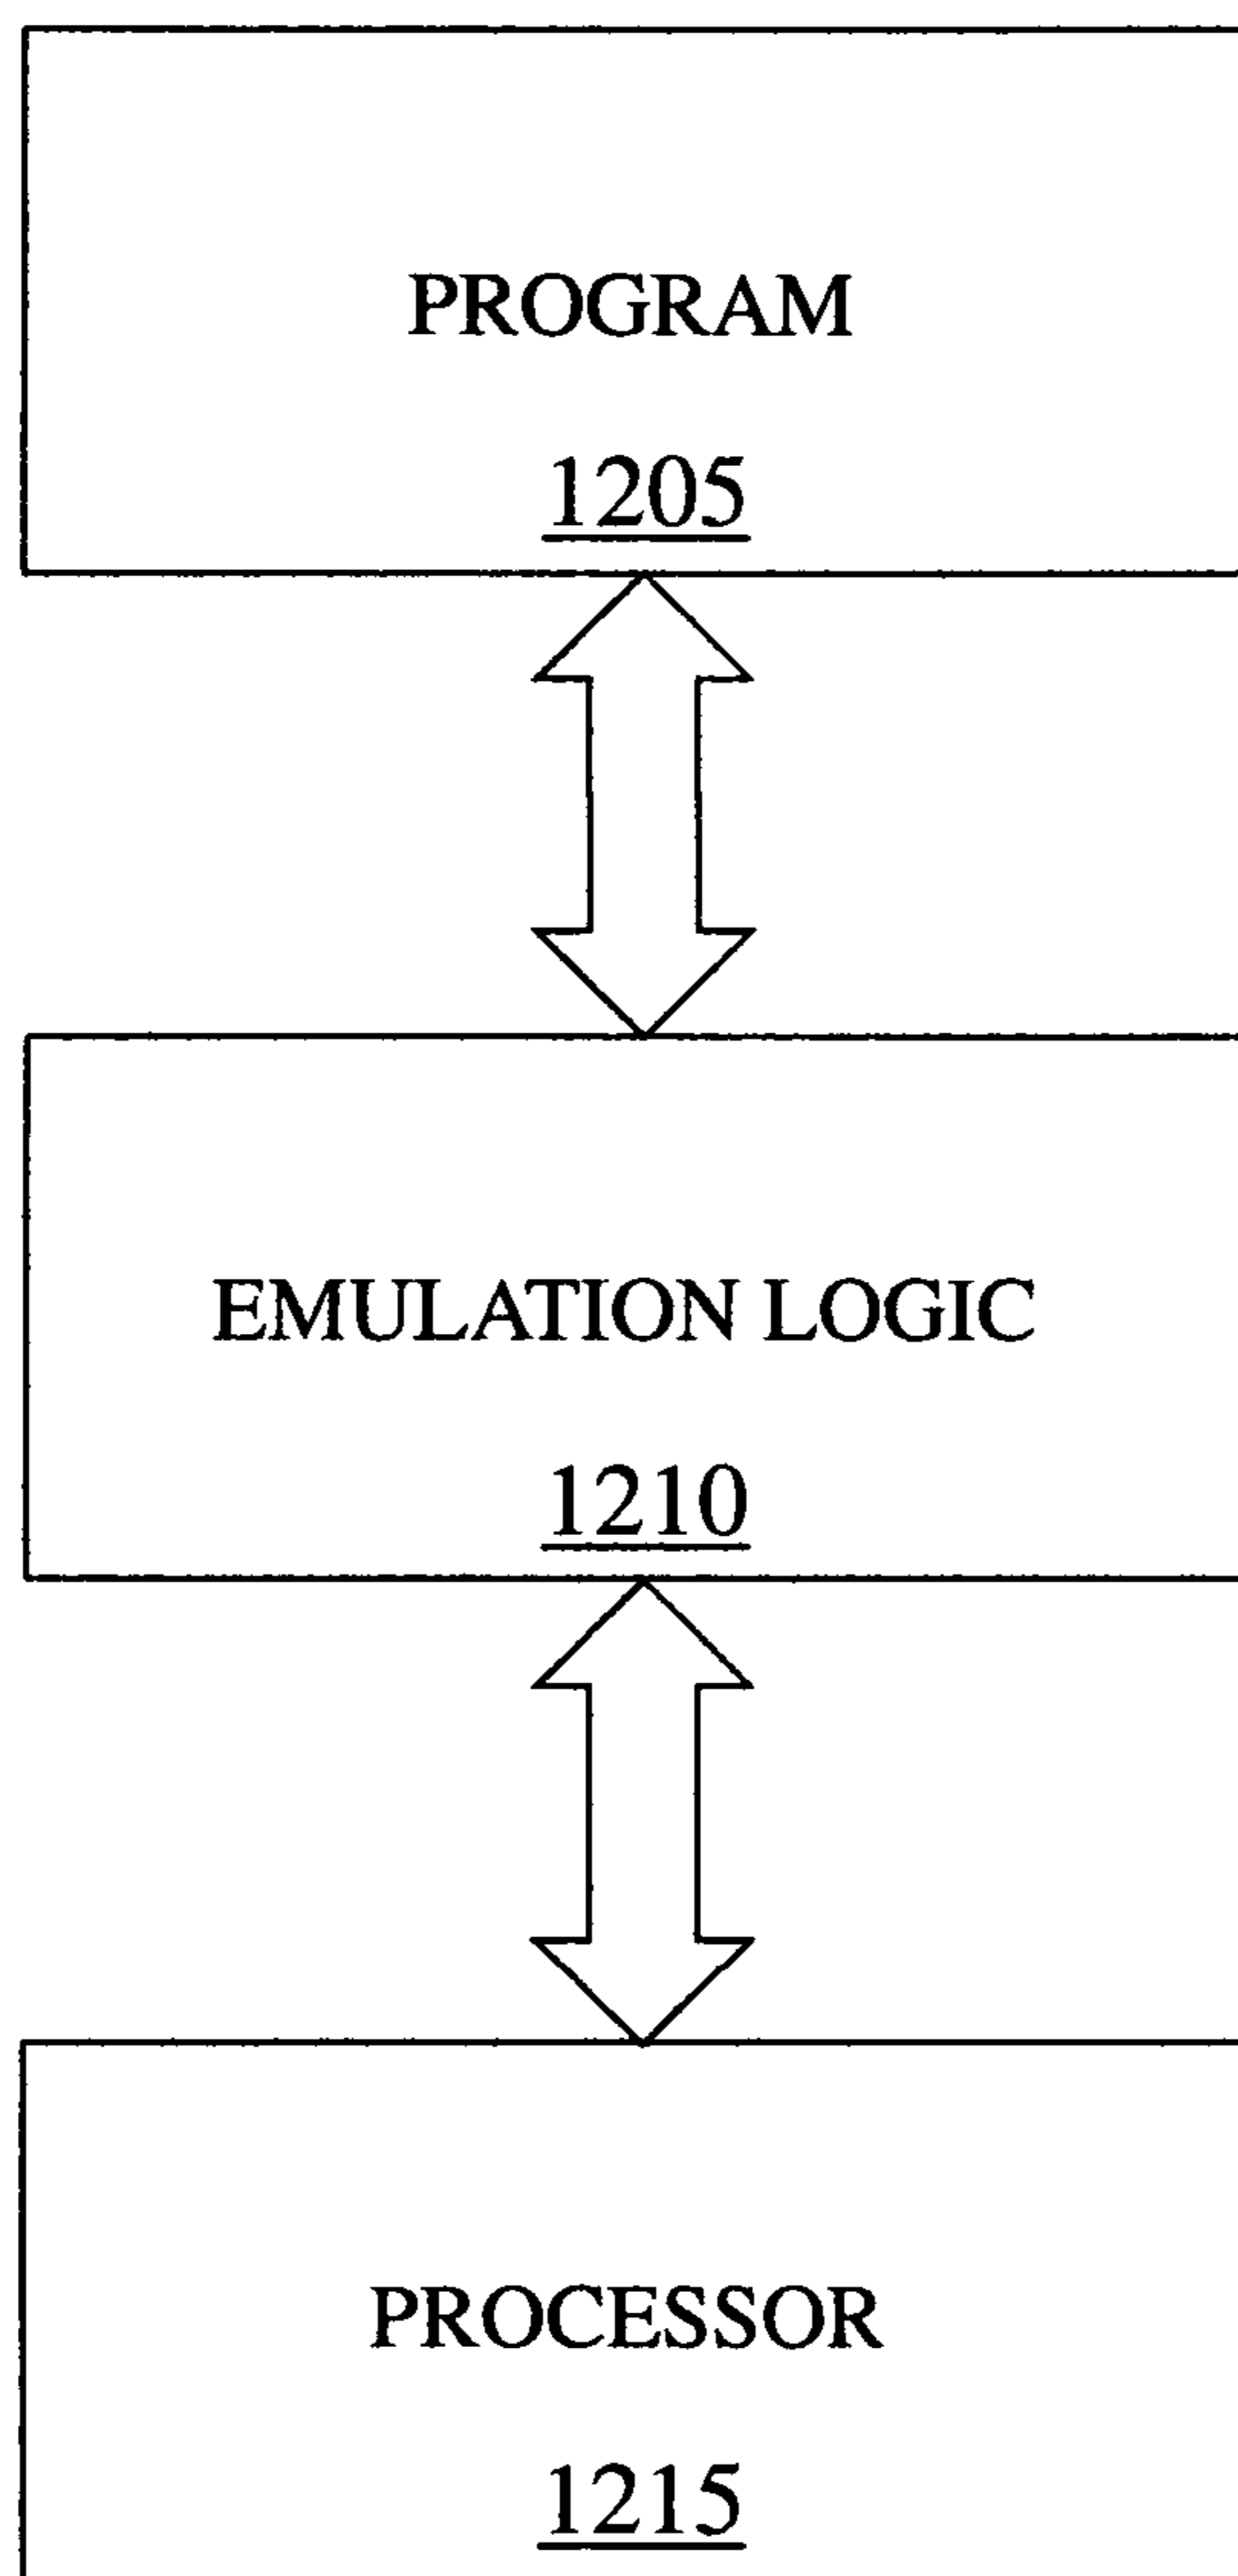 PROGRAM
1205
EMULATION LOGIC
1210
PROCESSOR
1215